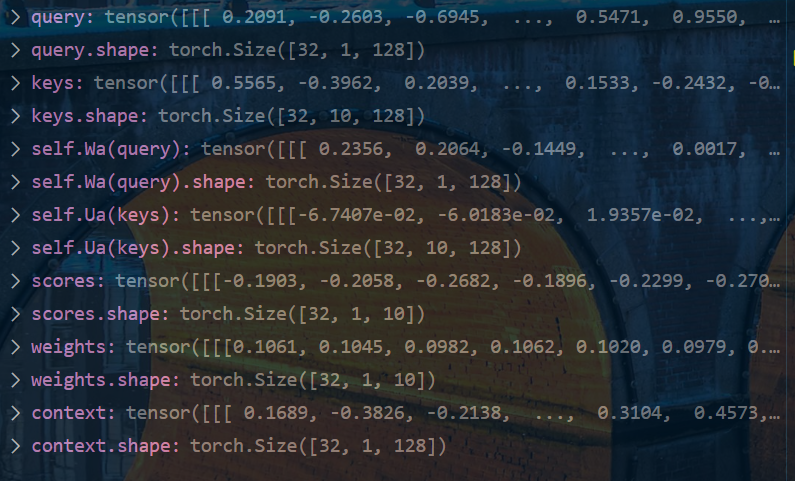 > query: tensor([[[ 0.2091, -0.2603, -0.6945, ..., 0.5471, 0.9550, …
> query.shape: torch.Size([32, 1, 128])
> keys: tensor([[[ 0.5565, -0.3962, 0.2039, ..., 0.1533, -0.2432, -0…
> keys.shape: torch.Size([32, 10, 128])
> self.Wa(query): tensor([[[ 0.2356, 0.2064, -0.1449, ..., 0.0017, …
> self.Wa(query).shape: torch.Size([32, 1, 128])
> self.Ua(keys): tensor([[[-6.7407e-02, -6.0183e-02, 1.9357e-02, ...,…
> self.Ua(keys).shape: torch.Size([32, 10, 128])
> scores: tensor([[[-0.1903, -0.2058, -0.2682, -0.1896, -0.2299, -0.270…
> scores.shape: torch.Size([32, 1, 10])
> weights: tensor([[[0.1061, 0.1045, 0.0982, 0.1062, 0.1020, 0.0979, 0.…
> weights.shape: torch.Size([32, 1, 10])
> context: tensor([[[ 0.1689, -0.3826, -0.2138, ..., 0.3104, 0.4573,…
> context.shape: torch.Size([32, 1, 128])